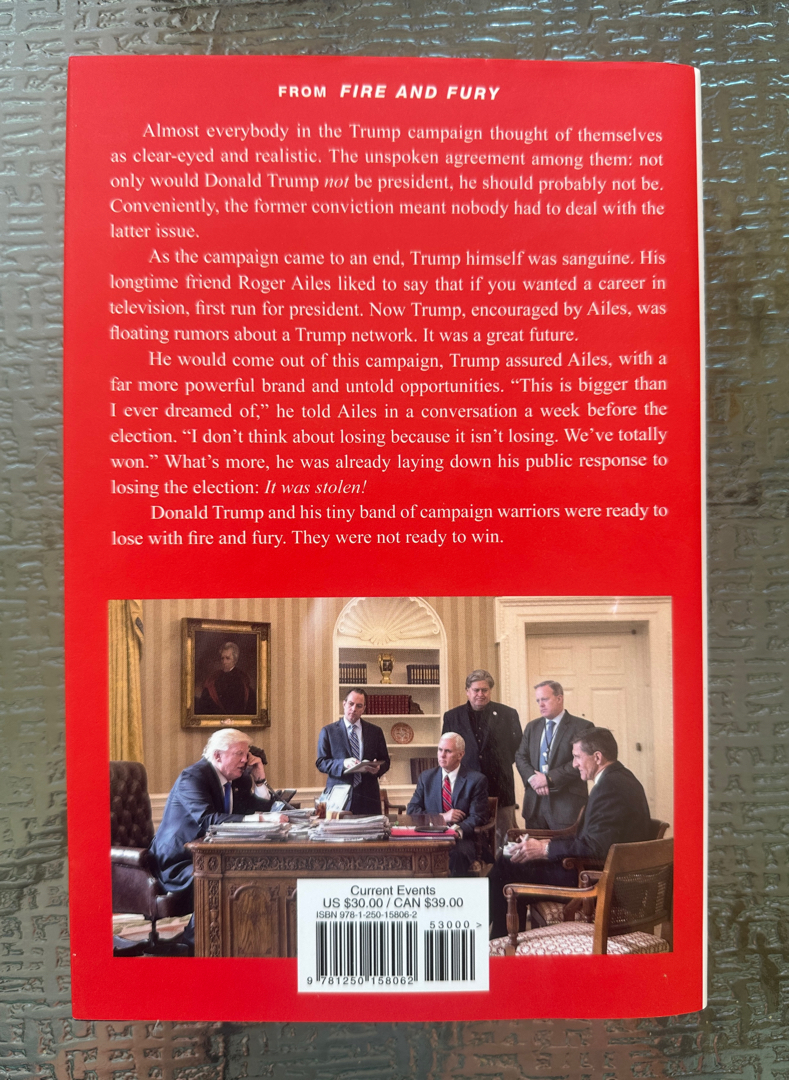 FROM FIRE AND FURY
Almost everybody in the Trump campaign thought of themselves
as clear-eyed and realistic. The unspoken agreement among them: not
only would Donald Trump not be president, he should probably not be.
Conveniently, the former conviction meant nobody had to deal with the
latter issue.
As the campaign came to an end, Trump himself was sanguine. His
longtime friend Roger Ailes liked to say that if you wanted a career in
television, first run for president. Now Trump, encouraged by Ailes, was
floating rumors about a Trump network. It was a great future.
He would come out of this campaign, Trump assured Ailes, with a
far more powerful brand and untold opportunities. “This is bigger than
I ever dreamed of,” he told Ailes in a conversation a week before the
election. “I don’t think about losing because it isn’t losing. We’ve totally
won.” What’s more, he was already laying down his public response to
losing the election: It was stolen!
Donald Trump and his tiny band of campaign warriors were ready to
lose with fire and fury. They were not ready to win.
Current Events
US $30.00 / CAN $39.00
ISBN 978-1-250-15806-2
53000 >
9 781250 158062